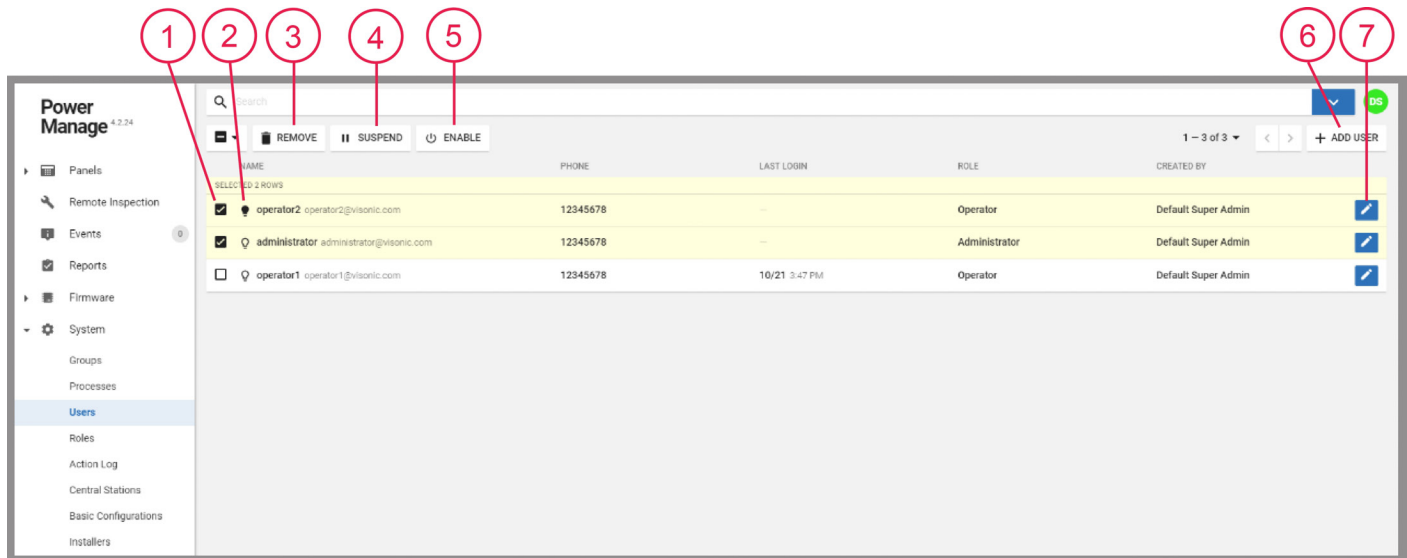 1 2 3 4 5 6 7
Power
Manage 4.2.24
Search
DS
REMOVE SUSPEND ENABLE 1 – 3 of 3 < > + ADD USER
NAME PHONE LAST LOGIN ROLE CREATED BY
SELECTED 2 ROWS
operator2 operator2@visonic.com 12345678 — Operator Default Super Admin
administrator administrator@visonic.com 12345678 — Administrator Default Super Admin
operator1 operator1@visonic.com 12345678 10/21 3:47 PM Operator Default Super Admin
Panels
Remote Inspection
Events 0
Reports
Firmware
System
Groups
Processes
Users
Roles
Action Log
Central Stations
Basic Configurations
Installers